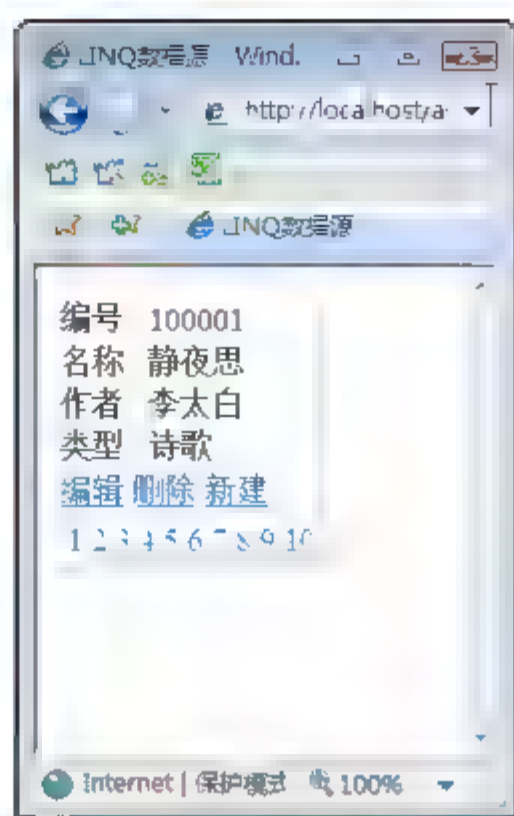 LINQ数据源 Wind.
http://localhost/a
LINQ数据源
编号 100001
名称 静夜思
作者 李太白
类型 诗歌
编辑 删除 新建
1 2 3 4 5 6 7 8 9 10
Internet | 保护模式 100%